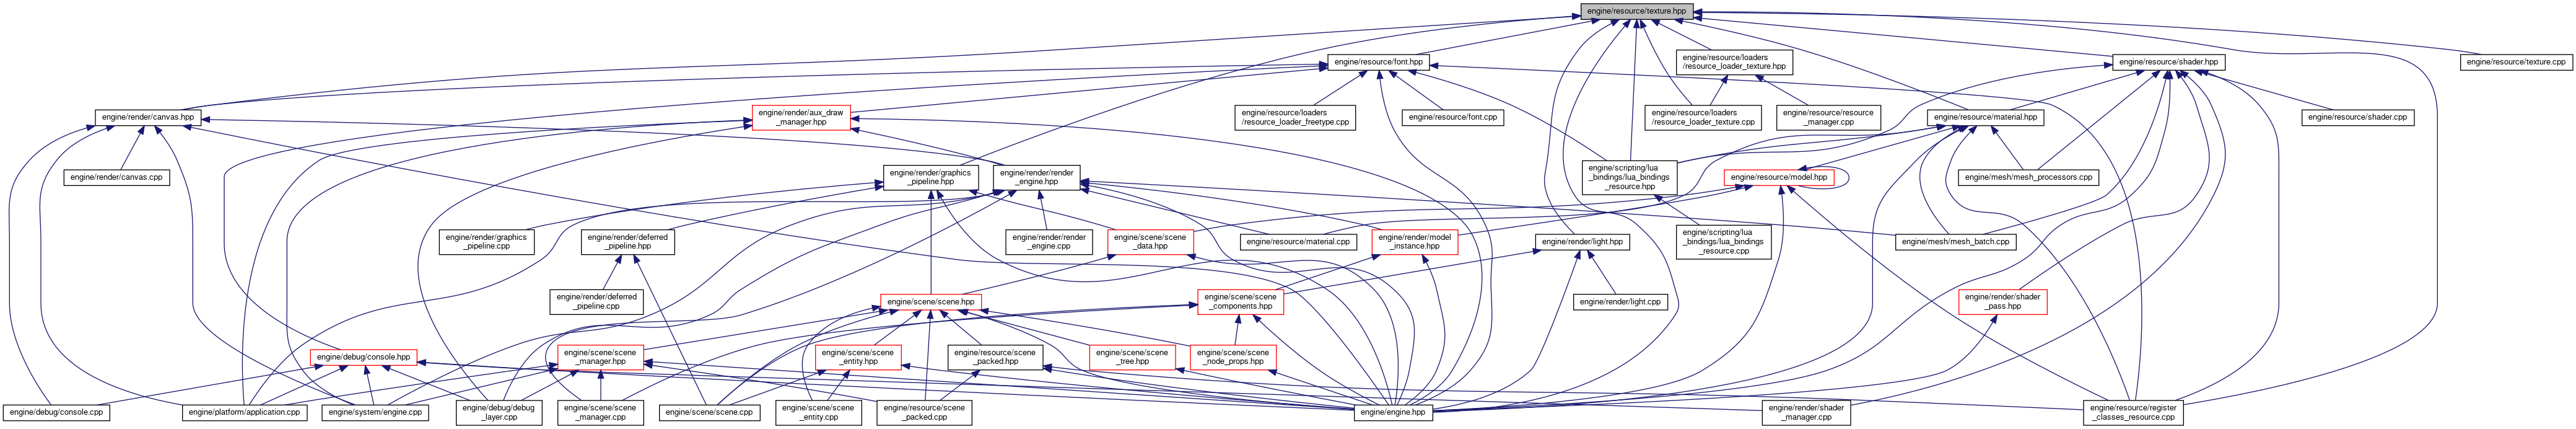 engine/resource/texture.hpp
engine/resource/font.hpp
engine/resource/loaders
/resource_loader_texture.hpp
engine/resource/shader.hpp
engine/resource/texture.cpp
engine/render/canvas.hpp
engine/render/aux_draw
_manager.hpp
engine/resource/loaders
/resource_loader_freetype.cpp
engine/resource/font.cpp
engine/resource/loaders
/resource_loader_texture.cpp
engine/resource/resource
_manager.cpp
engine/resource/material.hpp
engine/resource/shader.cpp
engine/render/canvas.cpp
engine/render/graphics
_pipeline.hpp
engine/render/render
_engine.hpp
engine/scripting/lua
_bindings/lua_bindings
_resource.hpp
engine/resource/model.hpp
engine/mesh/mesh_processors.cpp
engine/render/graphics
_pipeline.cpp
engine/render/deferred
_pipeline.hpp
engine/render/render
_engine.cpp
engine/scene/scene
_data.hpp
engine/resource/material.cpp
engine/render/model
_instance.hpp
engine/render/light.hpp
engine/scripting/lua
_bindings/lua_bindings
_resource.cpp
engine/mesh/mesh_batch.cpp
engine/render/deferred
_pipeline.cpp
engine/scene/scene.hpp
engine/scene/scene
_components.hpp
engine/render/light.cpp
engine/render/shader
_pass.hpp
engine/debug/console.hpp
engine/scene/scene
_manager.hpp
engine/scene/scene
_entity.hpp
engine/resource/scene
_packed.hpp
engine/scene/scene
_tree.hpp
engine/scene/scene
_node_props.hpp
engine/debug/console.cpp
engine/platform/application.cpp
engine/system/engine.cpp
engine/debug/debug
_layer.cpp
engine/scene/scene
_manager.cpp
engine/scene/scene.cpp
engine/scene/scene
_entity.cpp
engine/resource/scene
_packed.cpp
engine/engine.hpp
engine/render/shader
_manager.cpp
engine/resource/register
_classes_resource.cpp